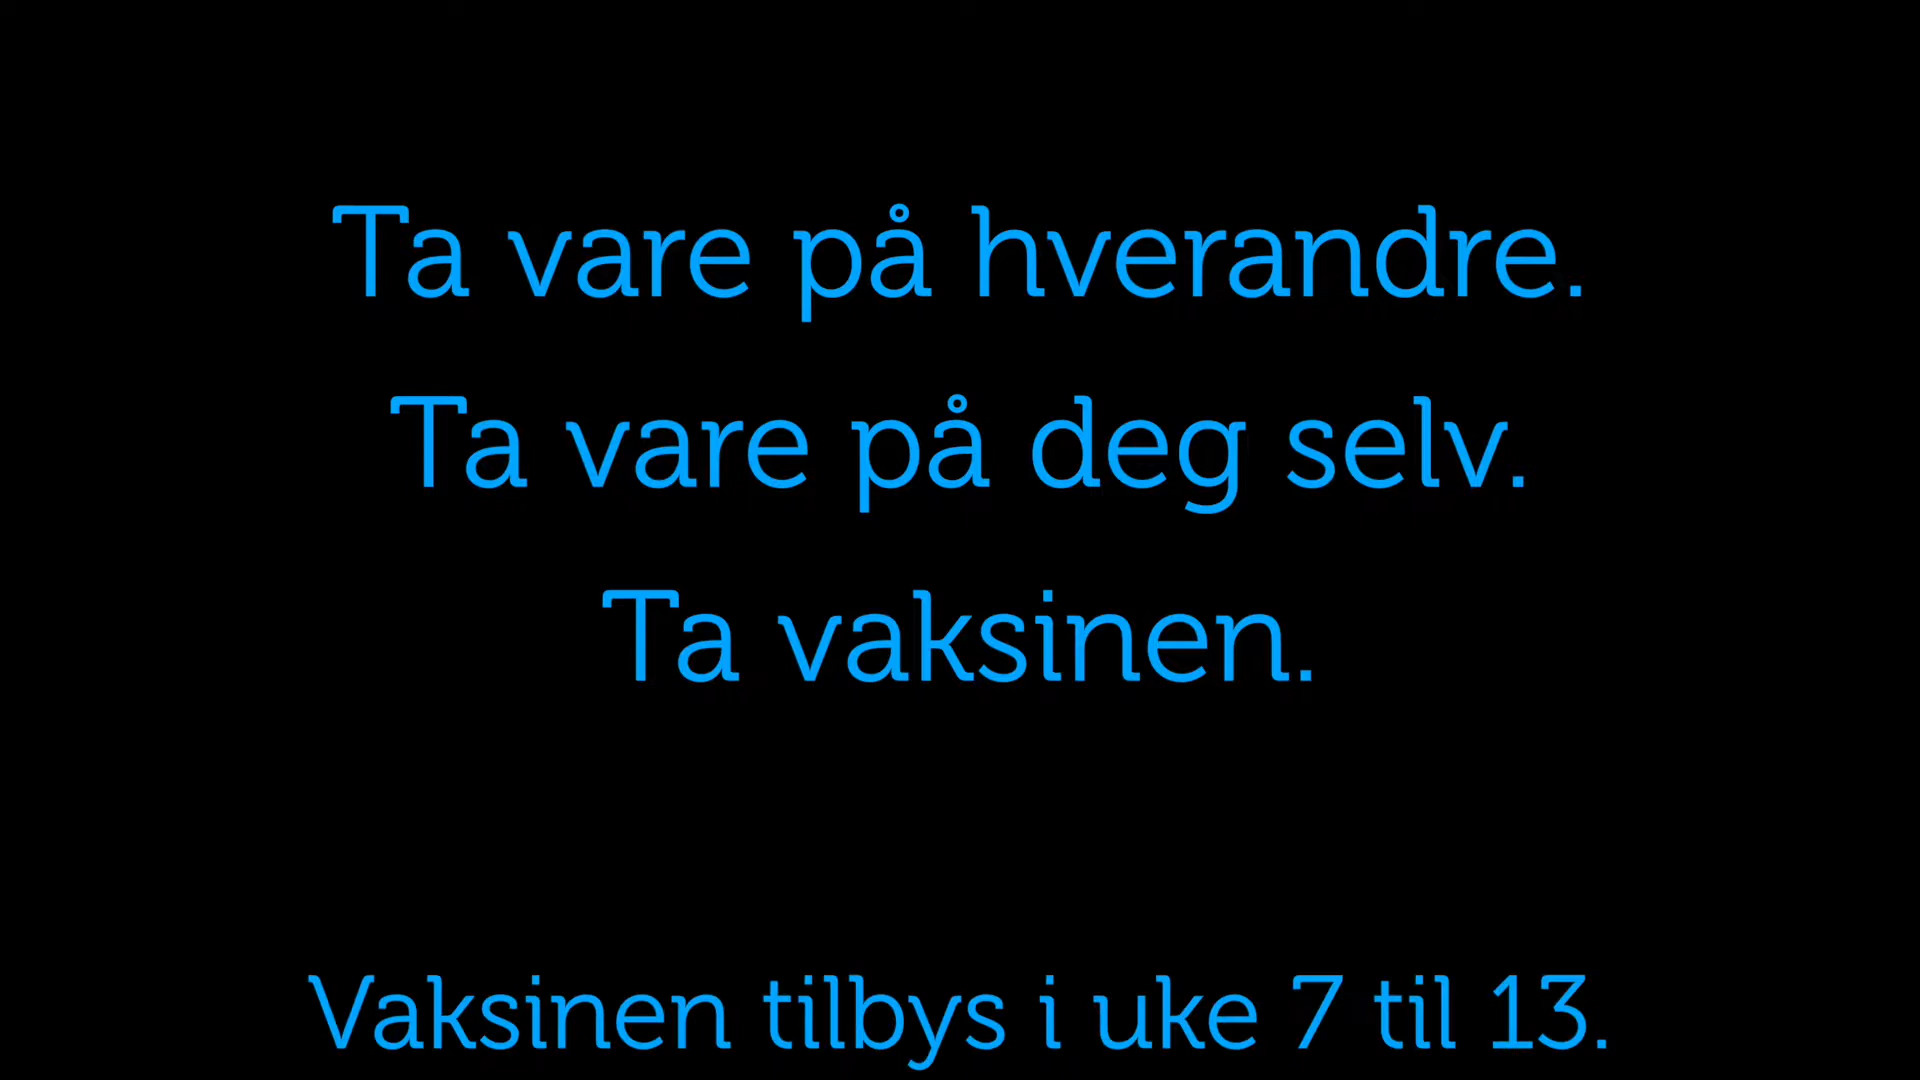 Ta vare på hverandre.
Ta vare på deg selv.
Ta vaksinen.
Vaksinen tilbys i uke 7 til 13.